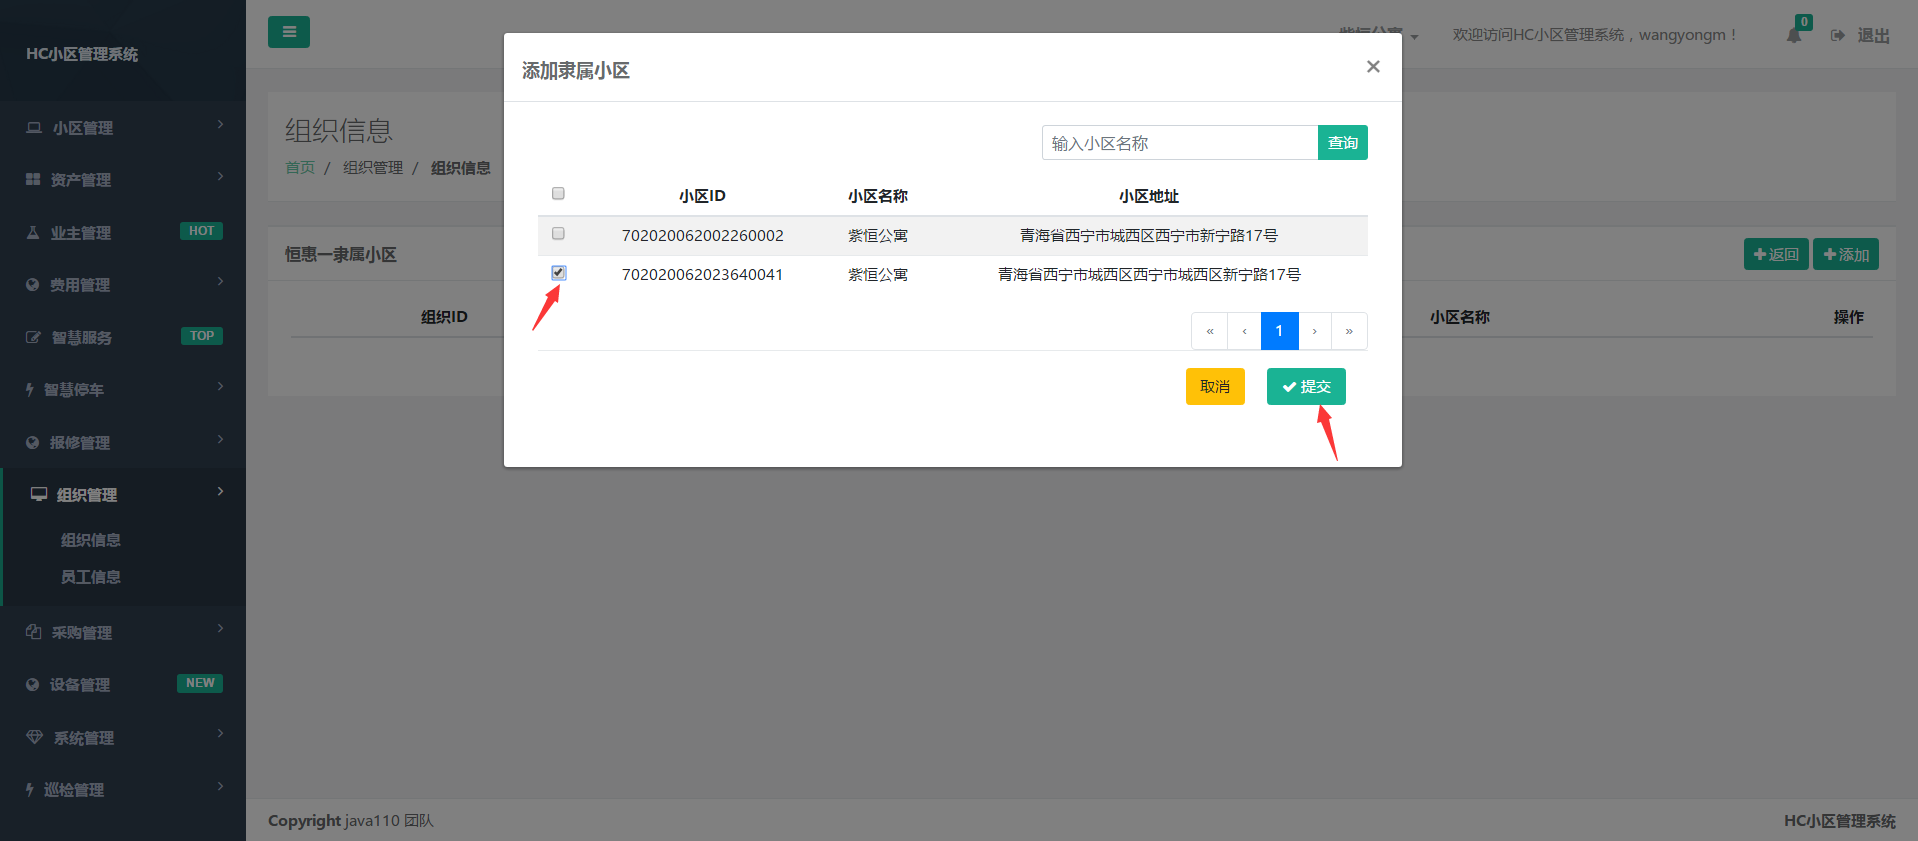 HC小区管理系统
小区管理
资产管理
业主管理 HOT
费用管理
智慧服务 TOP
智慧停车
报修管理
组织管理
组织信息
员工信息
采购管理
设备管理 NEW
系统管理
巡检管理
紫恒公寓
欢迎访问HC小区管理系统，wangyongm！
0
退出
组织信息
首页 / 组织管理 / 组织信息
恒惠一隶属小区
返回 添加
组织ID 小区名称 操作
添加隶属小区 ×
输入小区名称 查询
小区ID 小区名称 小区地址
702020062002260002 紫恒公寓 青海省西宁市城西区西宁市新宁路17号
702020062023640041 紫恒公寓 青海省西宁市城西区西宁市城西区新宁路17号
« ‹ 1 › »
取消 提交
Copyright java110 团队 HC小区管理系统